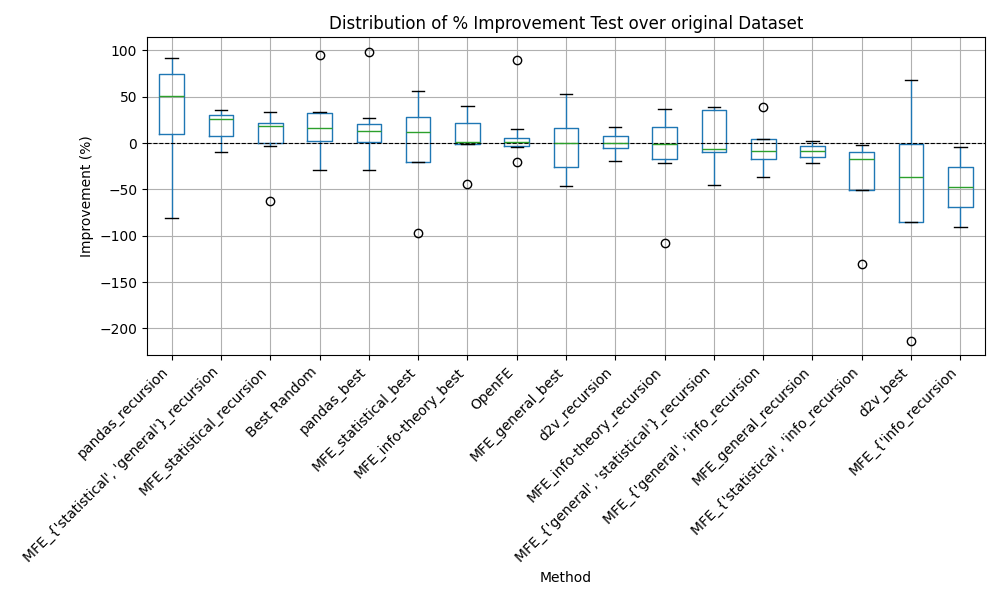 Distribution of % Improvement Test over original Dataset
Improvement (%)
100
50
0
−50
−100
−150
−200
pandas_recursion
MFE_{'statistical', 'general'}_recursion
MFE_statistical_recursion
Best Random
pandas_best
MFE_statistical_best
MFE_info-theory_best
OpenFE
MFE_general_best
d2v_recursion
MFE_info-theory_recursion
MFE_{'general', 'statistical'}_recursion
MFE_{'general', 'info_recursion
MFE_general_recursion
MFE_{'statistical', 'info_recursion
d2v_best
MFE_{'info_recursion
Method